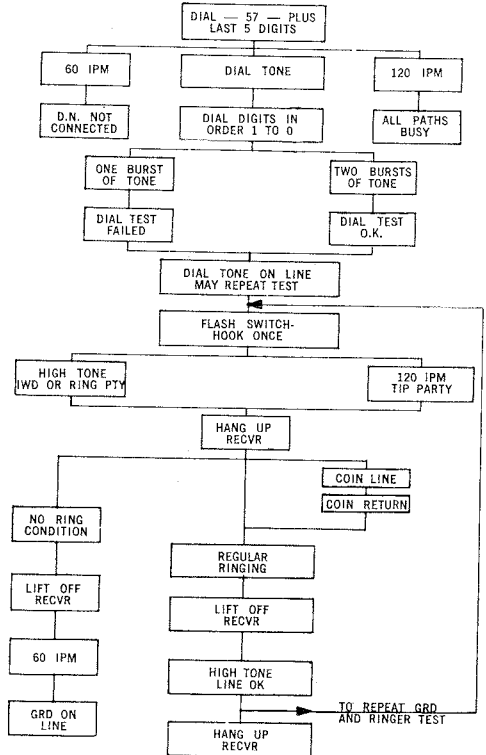 DIAL — 57 — PLUS
LAST 5 DIGITS
60 IPM
DIAL TONE
120 IPM
D.N. NOT
CONNECTED
DIAL DIGITS IN
ORDER 1 TO 0
ALL PATHS
BUSY
ONE BURST
OF TONE
TWO BURSTS
OF TONE
DIAL TEST
FAILED
DIAL TEST
O.K.
DIAL TONE ON LINE
MAY REPEAT TEST
FLASH SWITCH-
HOOK ONCE
HIGH TONE
IWD OR RING PTY
120 IPM
TIP PARTY
HANG UP
RECVR
COIN LINE
COIN RETURN
NO RING
CONDITION
REGULAR
RINGING
LIFT OFF
RECVR
LIFT OFF
RECVR
60 IPM
HIGH TONE
LINE OK
GRD ON
LINE
TO REPEAT GRD
AND RINGER TEST
HANG UP
RECVR